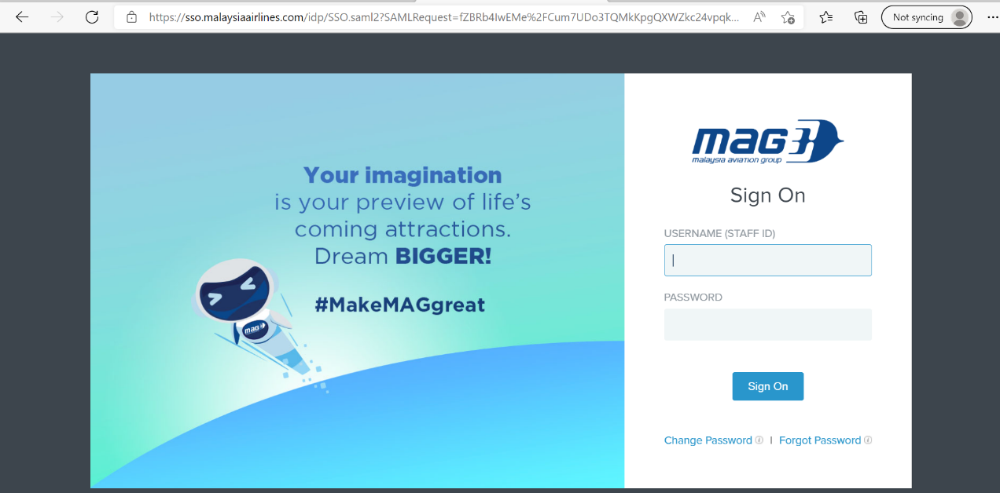 https://sso.malaysiaairlines.com/idp/SSO.saml2?SAMLRequest=fZBRb4IwEMe%2FCum7UDo3TQMkKpgQXWZkc24vpqk...
Not syncing
Your imagination
is your preview of life's
coming attractions.
Dream BIGGER!
#MakeMAGgreat
mag
mag
malaysia aviation group
Sign On
USERNAME (STAFF ID)
PASSWORD
Sign On
Change Password | Forgot Password